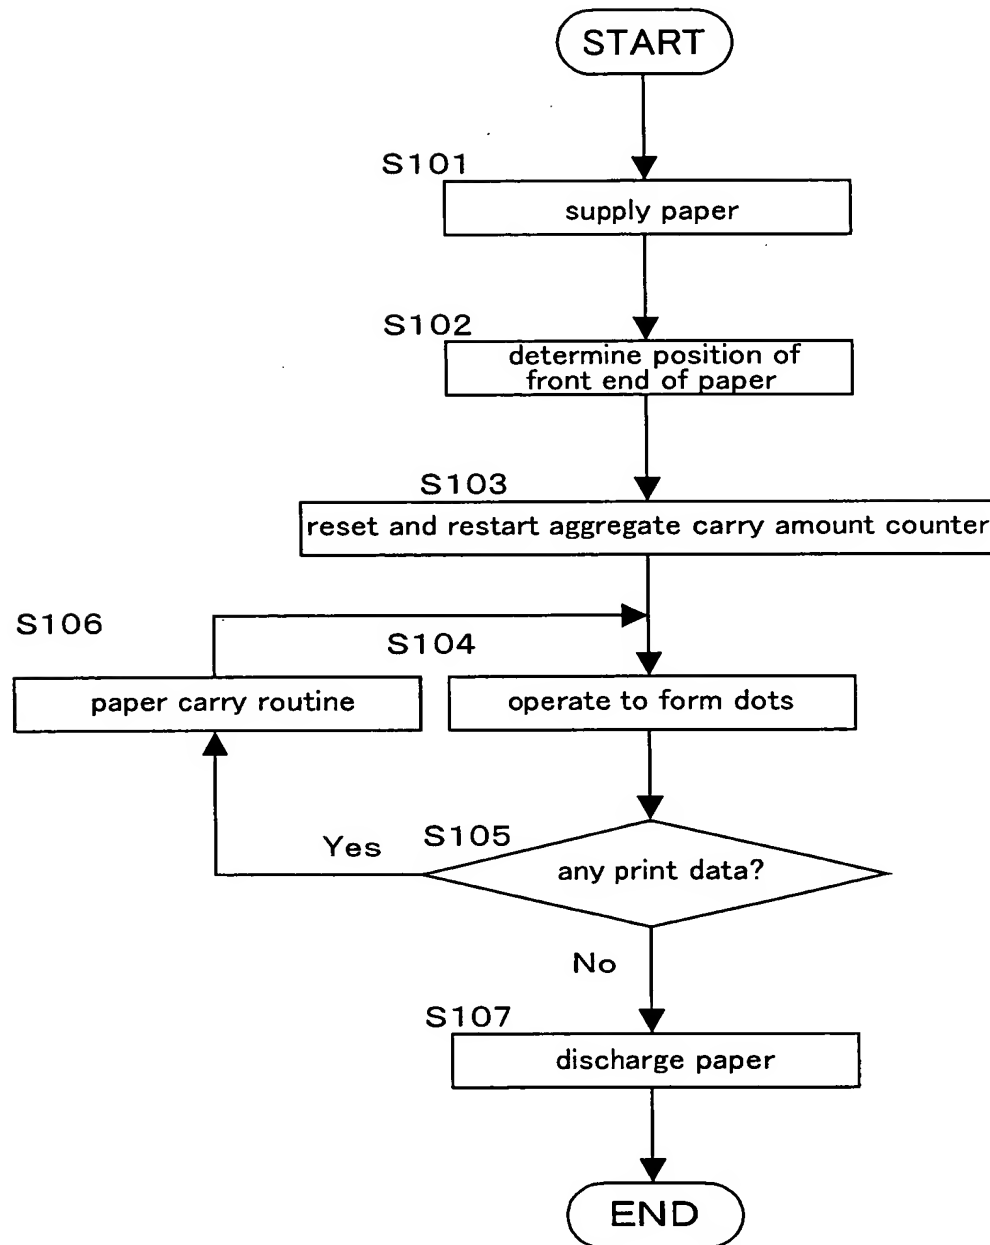 START
S101
supply paper
S102
determine position of
front end of paper
S103
reset and restart aggregate carry amount counter
S106
S104
paper carry routine
operate to form dots
S105
Yes
any print data?
No
S107
discharge paper
END